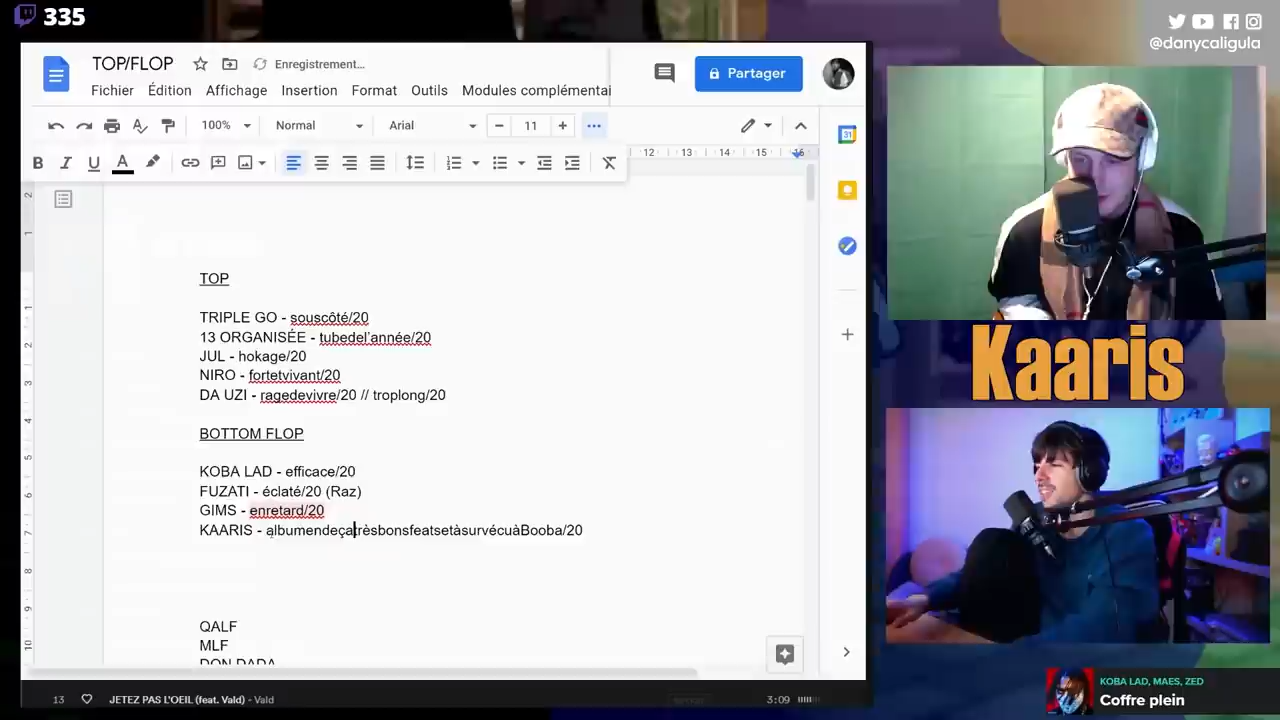 335
@danycaligula
TOP/FLOP
Enregistrement…
Partager
Fichier Édition Affichage Insertion Format Outils Modules complémentai
100% Normal Arial 11
12 13 14 15 16
31
TOP
TRIPLE GO - souscôté/20
13 ORGANISÉE - tubedel'année/20
JUL - hokage/20
NIRO - fortetvivant/20
DA UZI - ragedevivre/20 // troplong/20
BOTTOM FLOP
KOBA LAD - efficace/20
FUZATI - éclaté/20 (Raz)
GIMS - enretard/20
KAARIS - albumendeçatrèsbonsfeatsetàsurvécuàBooba/20
QALF
MLF
DON DADA
Kaaris
13 JETEZ PAS L'OEIL (feat. Vald) - Vald 3:09
KOBA LAD, MAES, ZED
Coffre plein